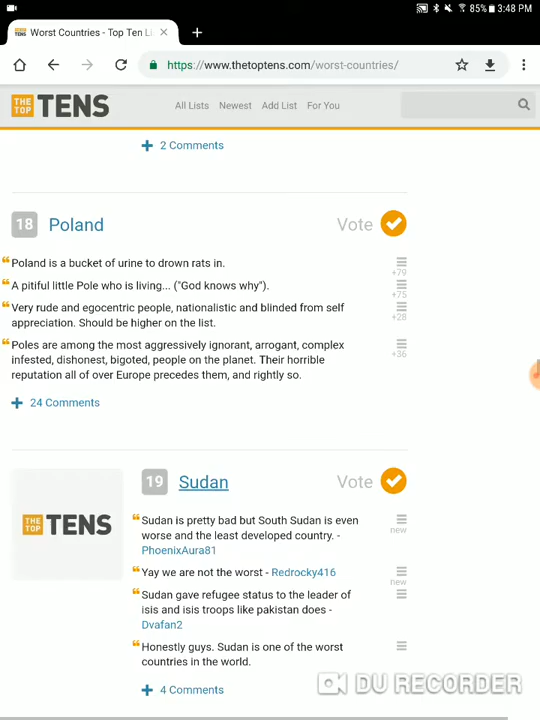 85% 3:48 PM
Worst Countries - Top Ten Li
https://www.thetoptens.com/worst-countries/
THE TOP TENS All Lists Newest Add List For You
+ 2 Comments
18 Poland Vote
Poland is a bucket of urine to drown rats in.
+79
A pitiful little Pole who is living... ("God knows why").
+75
Very rude and egocentric people, nationalistic and blinded from self
appreciation. Should be higher on the list.
+28
Poles are among the most aggressively ignorant, arrogant, complex
infested, dishonest, bigoted, people on the planet. Their horrible
reputation all of over Europe precedes them, and rightly so.
+36
+ 24 Comments
THE TOP TENS
19 Sudan Vote
Sudan is pretty bad but South Sudan is even
worse and the least developed country. -
PhoenixAura81
new
Yay we are not the worst - Redrocky416
new
Sudan gave refugee status to the leader of
isis and isis troops like pakistan does -
Dvafan2
Honestly guys. Sudan is one of the worst
countries in the world.
+ 4 Comments
DU RECORDER